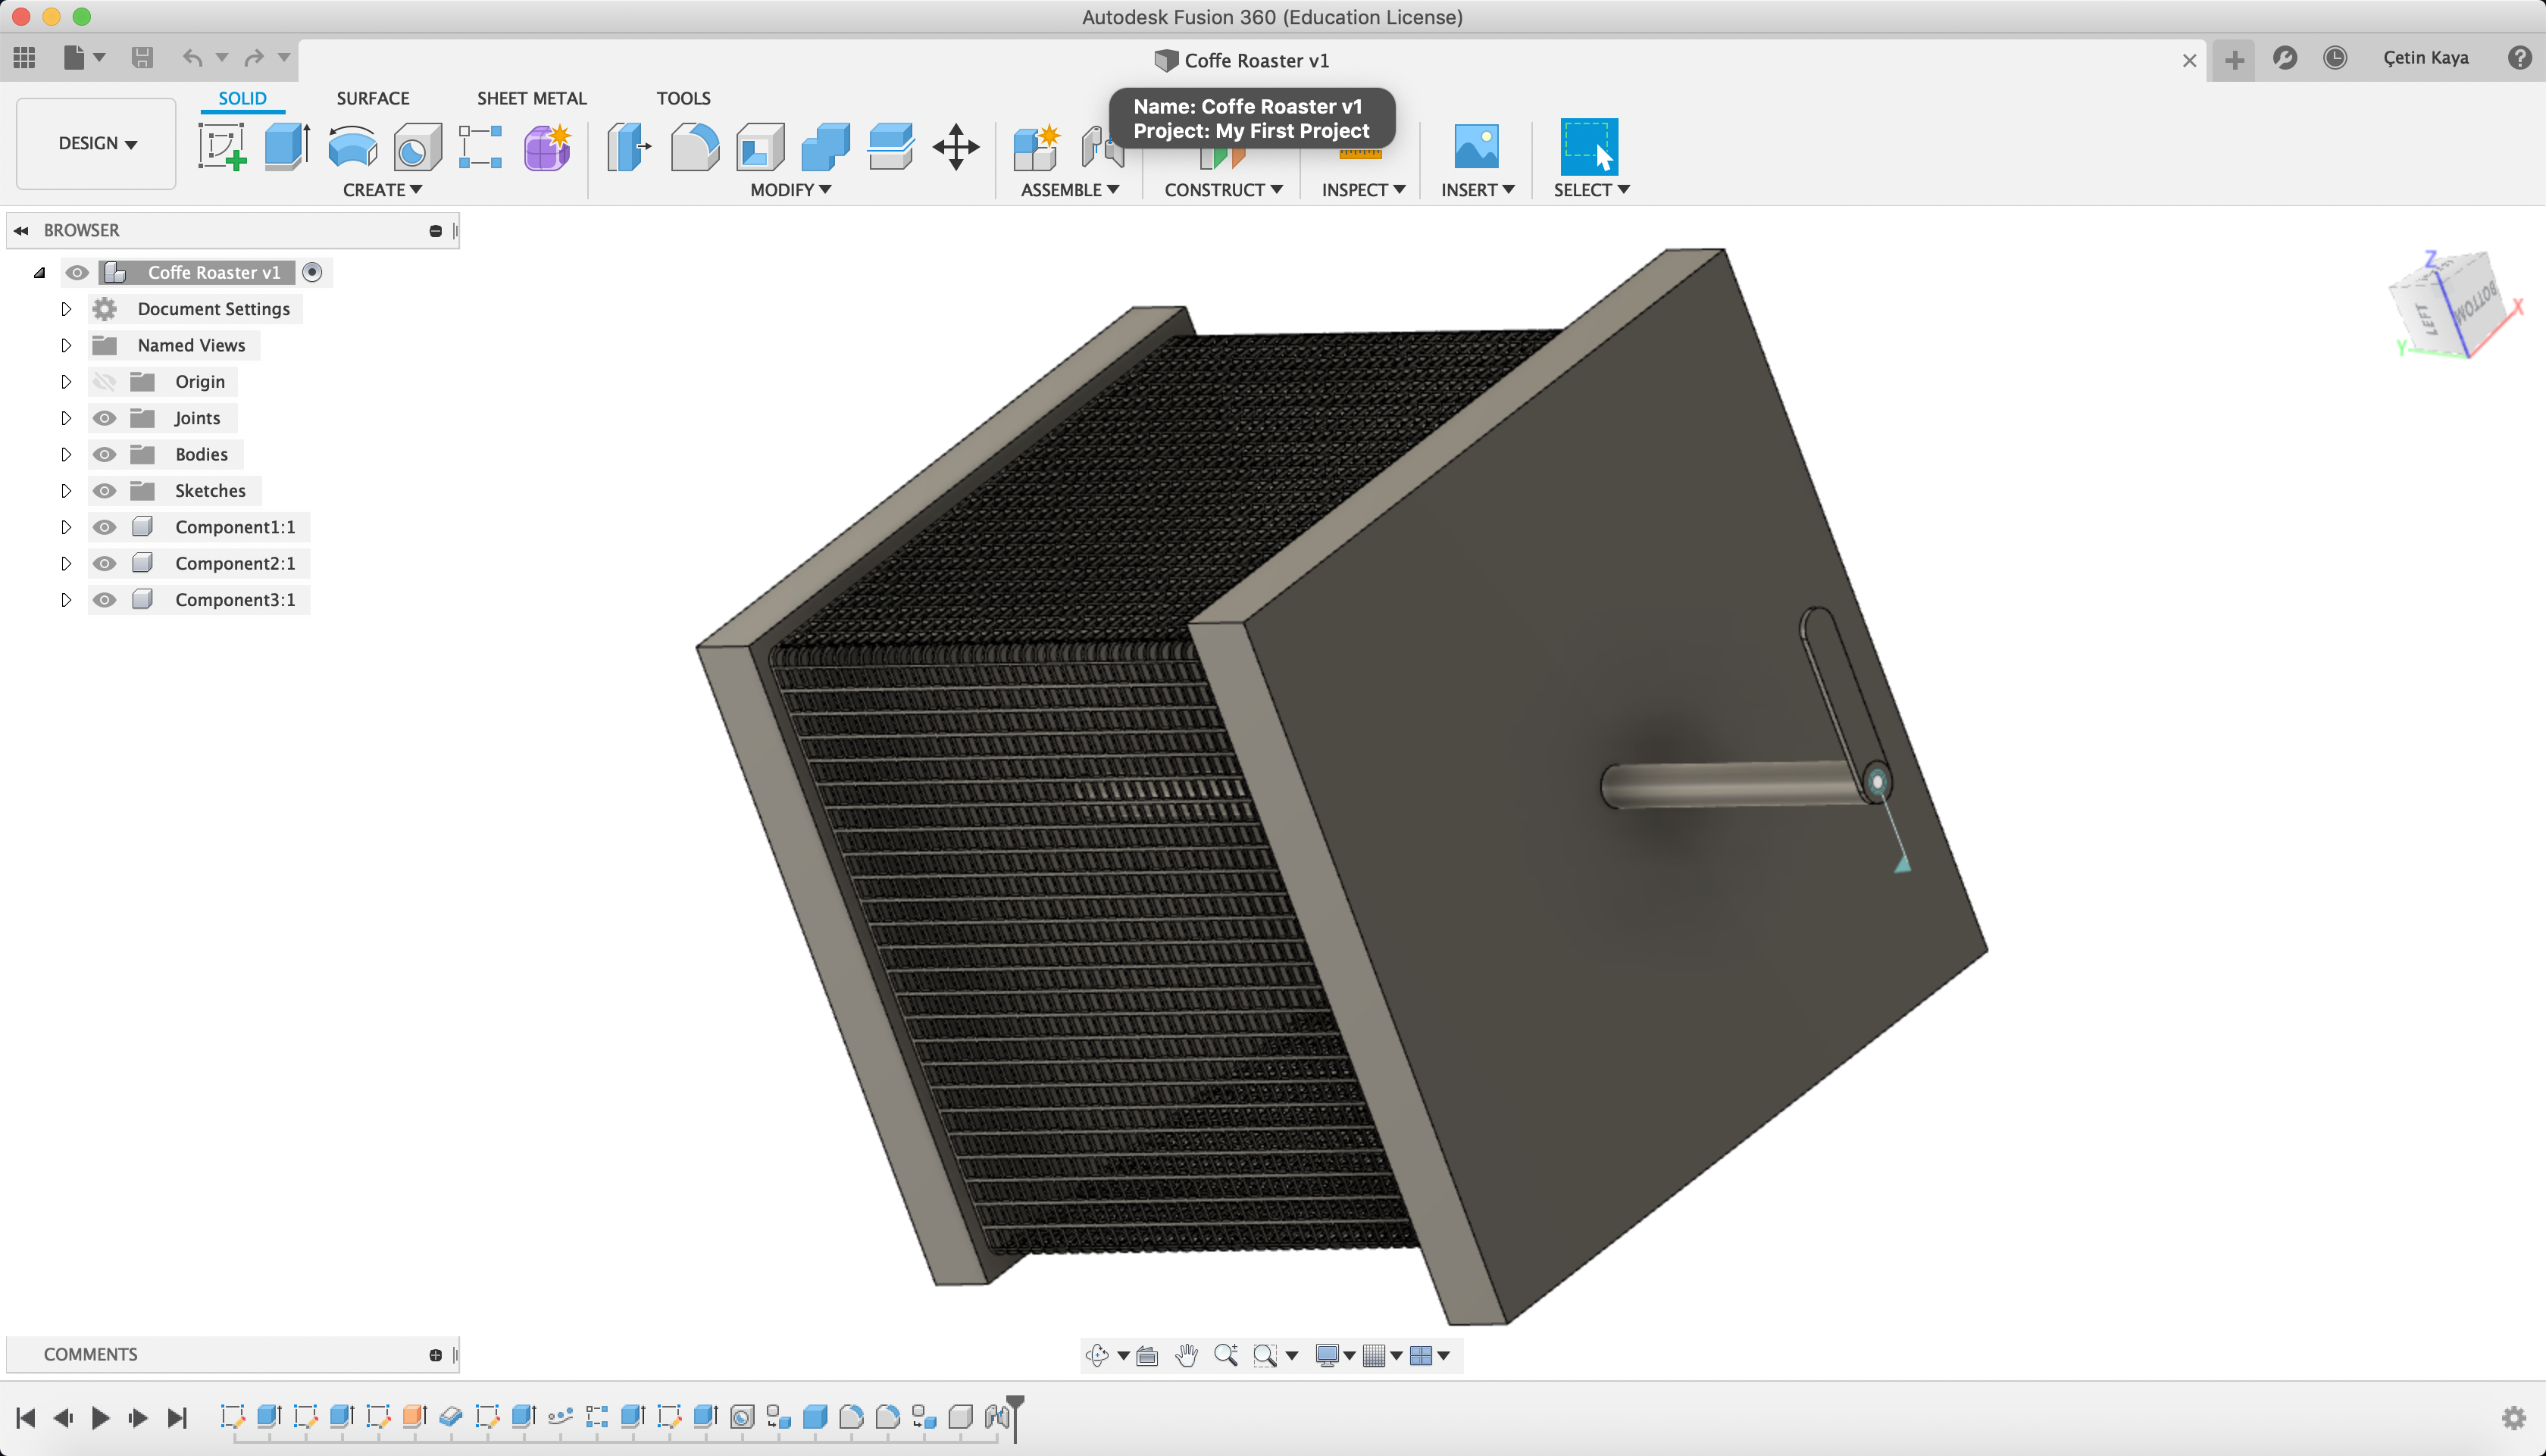 Autodesk Fusion 360 (Education License)
Coffe Roaster v1
Çetin Kaya
SOLID
SURFACE
SHEET METAL
TOOLS
Name: Coffe Roaster v1
Project: My First Project
DESIGN
CREATE
MODIFY
ASSEMBLE
CONSTRUCT
INSPECT
INSERT
SELECT
BROWSER
Coffe Roaster v1
Document Settings
Named Views
Origin
Joints
Bodies
Sketches
Component1:1
Component2:1
Component3:1
Z
LEFT
BOTTOM
X
Y
COMMENTS